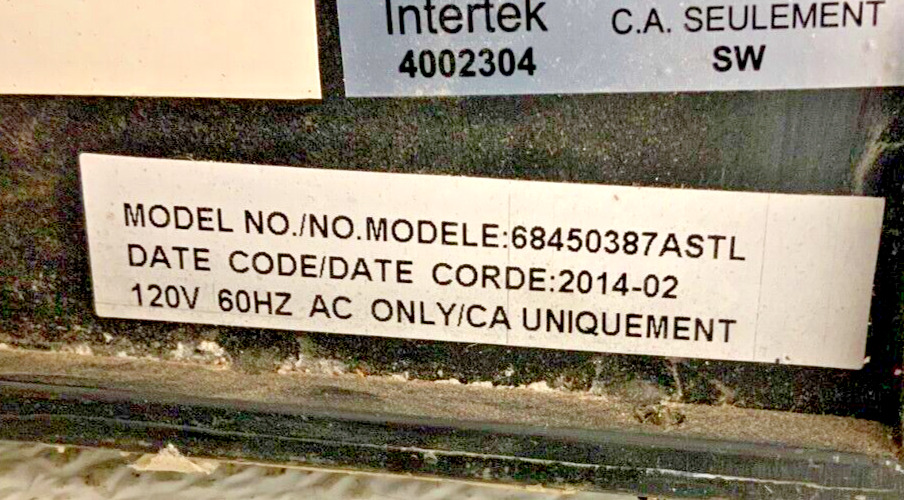 Intertek
4002304
C.A. SEULEMENT
SW
MODEL NO./NO.MODELE:68450387ASTL
DATE CODE/DATE CORDE:2014-02
120V 60HZ AC ONLY/CA UNIQUEMENT